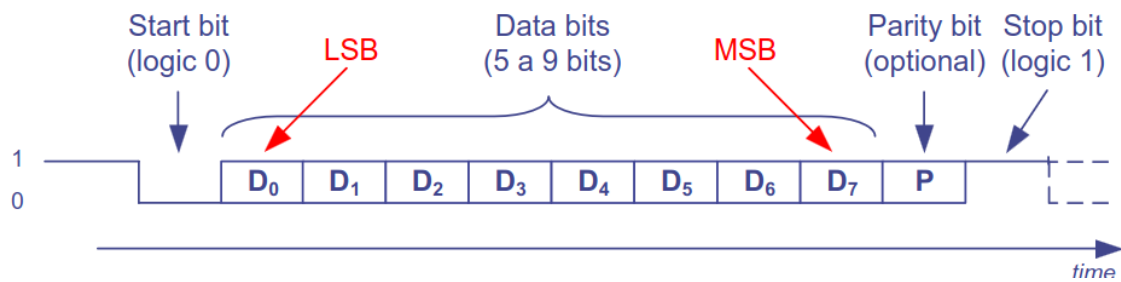 Start bit
(logic 0)
LSB
Data bits
(5 a 9 bits)
MSB
Parity bit
(optional)
Stop bit
(logic 1)
1
0
D₀ D₁ D₂ D₃ D₄ D₅ D₆ D₇ P
time